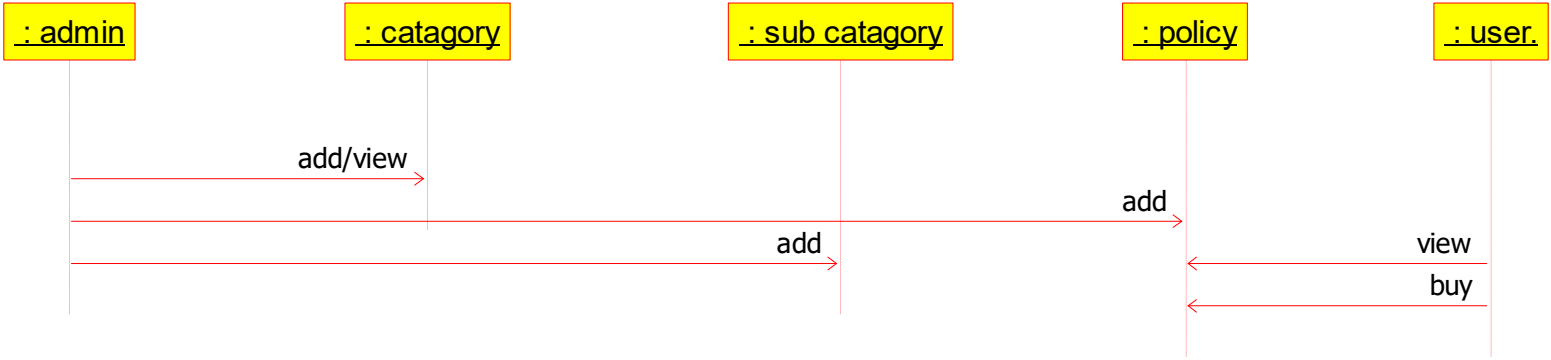 : admin
: catagory
: sub catagory
: policy
: user.
add/view
add
add
view
buy